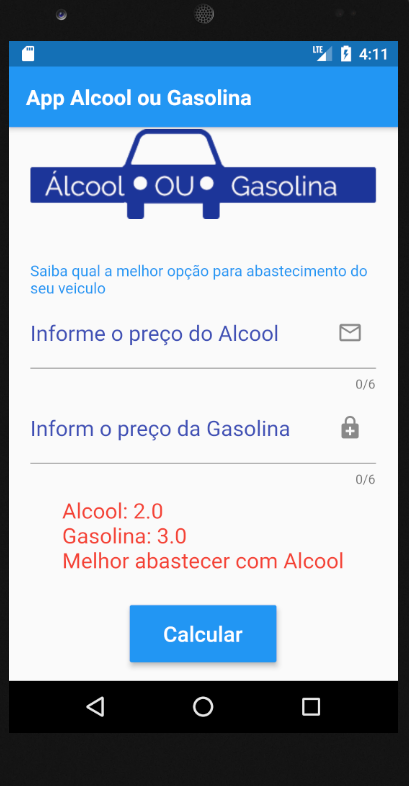 LTE 4:11
App Alcool ou Gasolina
Álcool OU Gasolina
Saiba qual a melhor opção para abastecimento do
seu veiculo
Informe o preço do Alcool
0/6
Inform o preço da Gasolina
0/6
Alcool: 2.0
Gasolina: 3.0
Melhor abastecer com Alcool
Calcular